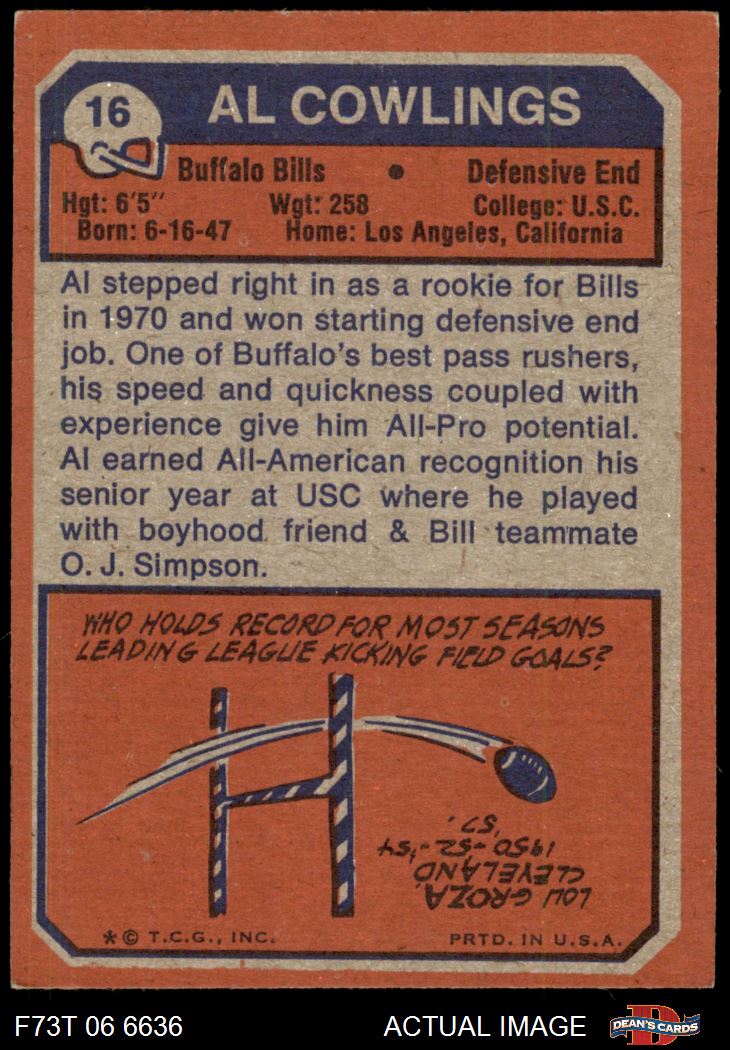 16
AL COWLINGS
Buffalo Bills • Defensive End
Hgt: 6'5" Wgt: 258 College: U.S.C.
Born: 6-16-47 Home: Los Angeles, California
Al stepped right in as a rookie for Bills
in 1970 and won starting defensive end
job. One of Buffalo's best pass rushers,
his speed and quickness coupled with
experience give him All-Pro potential.
Al earned All-American recognition his
senior year at USC where he played
with boyhood friend & Bill teammate
O. J. Simpson.
WHO HOLDS RECORD FOR MOST SEASONS
LEADING LEAGUE KICKING FIELD GOALS?
LOU GROZA,
CLEVELAND
1950-'52-'54
'57.
* © T.C.G., INC. PRTD. IN U.S.A.
F73T 06 6636 ACTUAL IMAGE
D
DEAN'S CARDS